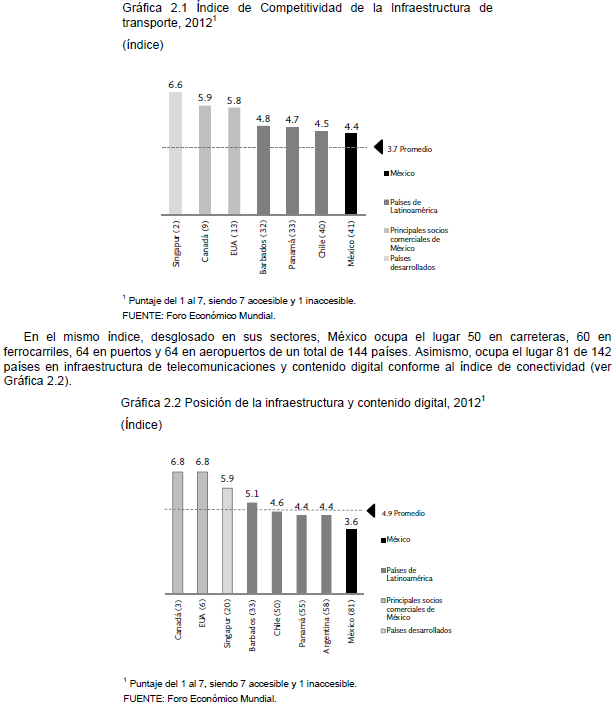 Gráfica 2.1 Índice de Competitividad de la Infraestructura de
transporte, 2012¹
(índice)
6.6
5.9
5.8
4.8
4.7
4.5
4.4
3.7 Promedio
México
Países de
Latinoamérica
Principales socios
comerciales de
México
Países
desarrollados
Singapur (2)
Canadá (9)
EUA (13)
Barbados (32)
Panamá (33)
Chile (40)
México (41)
¹ Puntaje del 1 al 7, siendo 7 accesible y 1 inaccesible.
FUENTE: Foro Económico Mundial.
En el mismo índice, desglosado en sus sectores, México ocupa el lugar 50 en carreteras, 60 en
ferrocarriles, 64 en puertos y 64 en aeropuertos de un total de 144 países. Asimismo, ocupa el lugar 81 de 142
países en infraestructura de telecomunicaciones y contenido digital conforme al índice de conectividad (ver
Gráfica 2.2).
Gráfica 2.2 Posición de la infraestructura y contenido digital, 2012¹
(Índice)
6.8
6.8
5.9
5.1
4.6
4.4
4.4
3.6
4.9 Promedio
México
Países de
Latinoamérica
Principales socios
comerciales de
México
Países desarrollados
Canadá (3)
EUA (6)
Singapur (20)
Barbados (33)
Chile (50)
Panamá (55)
Argentina (58)
México (81)
¹ Puntaje del 1 al 7, siendo 7 accesible y 1 inaccesible.
FUENTE: Foro Económico Mundial.